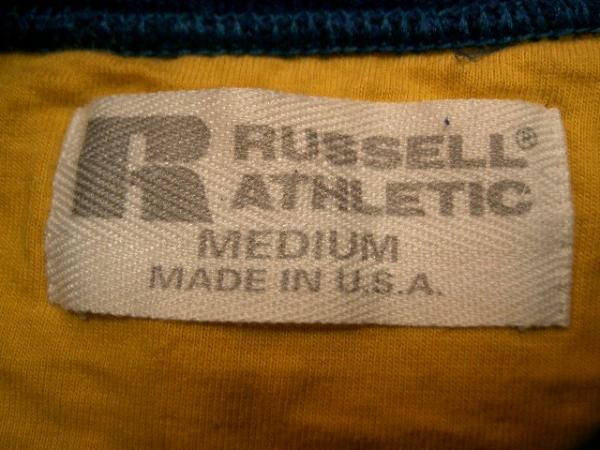 R RUSSELL®
ATHLETIC
MEDIUM
MADE IN U.S.A.